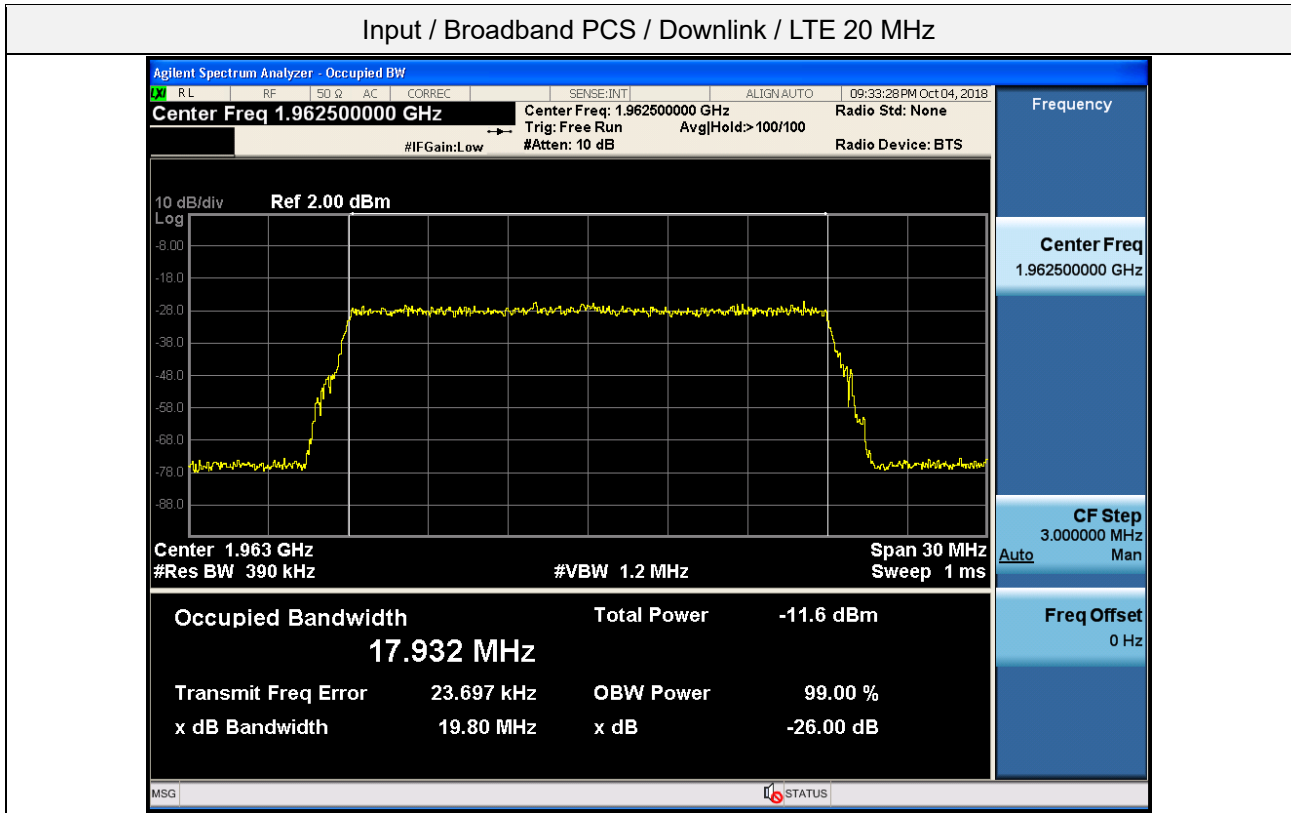 Input / Broadband PCS / Downlink / LTE 20 MHz
Agilent Spectrum Analyzer - Occupied BW
LXI RL RF 50 Ω AC CORREC SENSE:INT ALIGN AUTO 09:33:28 PM Oct 04, 2018
Center Freq 1.962500000 GHz
Center Freq: 1.962500000 GHz
Radio Std: None
Trig: Free Run Avg|Hold:>100/100
#IFGain:Low
#Atten: 10 dB
Radio Device: BTS
Frequency
10 dB/div Ref 2.00 dBm
Log
-8.00
-18.0
-28.0
-38.0
-48.0
-58.0
-68.0
-78.0
-88.0
Center 1.963 GHz Span 30 MHz
#Res BW 390 kHz #VBW 1.2 MHz Sweep 1 ms
Center Freq
1.962500000 GHz
CF Step
3.000000 MHz
Auto Man
Freq Offset
0 Hz
Occupied Bandwidth Total Power -11.6 dBm
17.932 MHz
Transmit Freq Error 23.697 kHz OBW Power 99.00 %
x dB Bandwidth 19.80 MHz x dB -26.00 dB
MSG STATUS